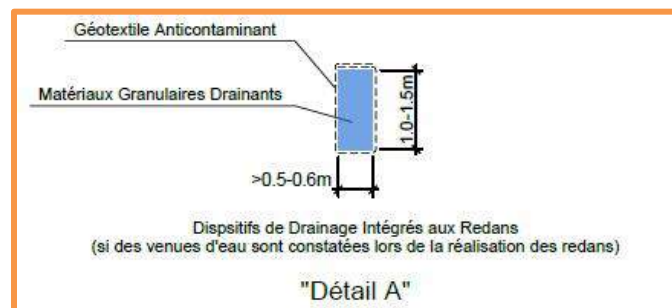 Géotextile Anticontaminant
Matériaux Granulaires Drainants
1.0-1.5m
>0.5-0.6m
Dispsitifs de Drainage Intégrés aux Redans
(si des venues d'eau sont constatées lors de la réalisation des redans)
"Détail A"